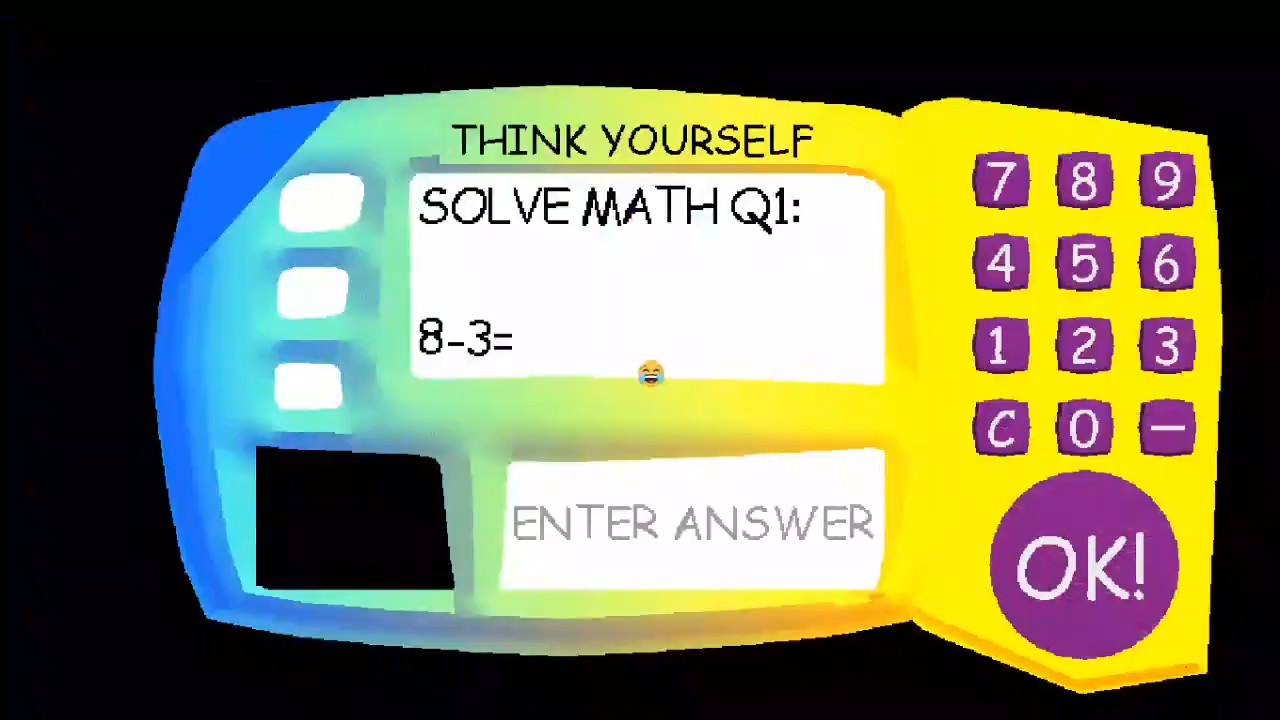 THINK YOURSELF
SOLVE MATH Q1:
8-3=
ENTER ANSWER
7 8 9
4 5 6
1 2 3
C 0 —
OK!